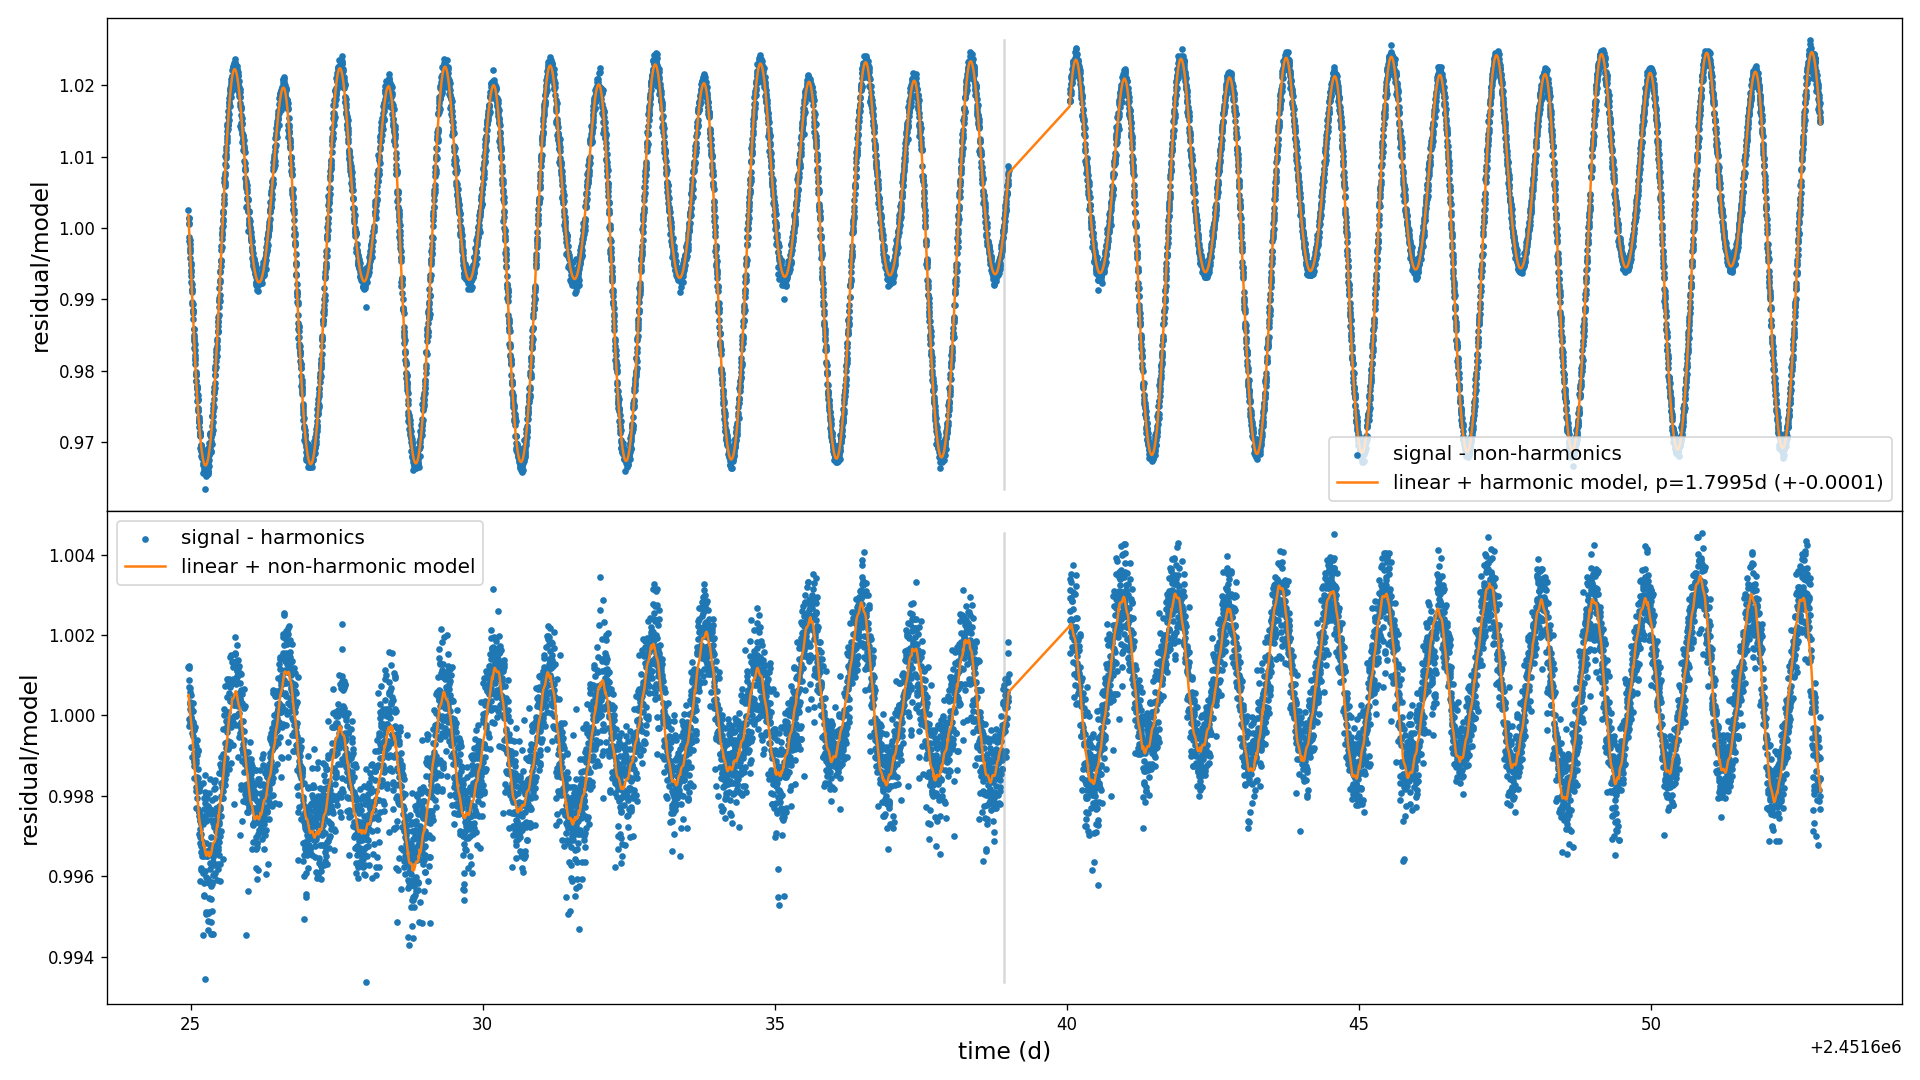 residual/model
1.02
1.01
1.00
0.99
0.98
0.97
signal - non-harmonics
linear + harmonic model, p=1.7995d (+-0.0001)
residual/model
signal - harmonics
linear + non-harmonic model
1.004
1.002
1.000
0.998
0.996
0.994
25 30 35 40 45 50
time (d)
+2.4516e6